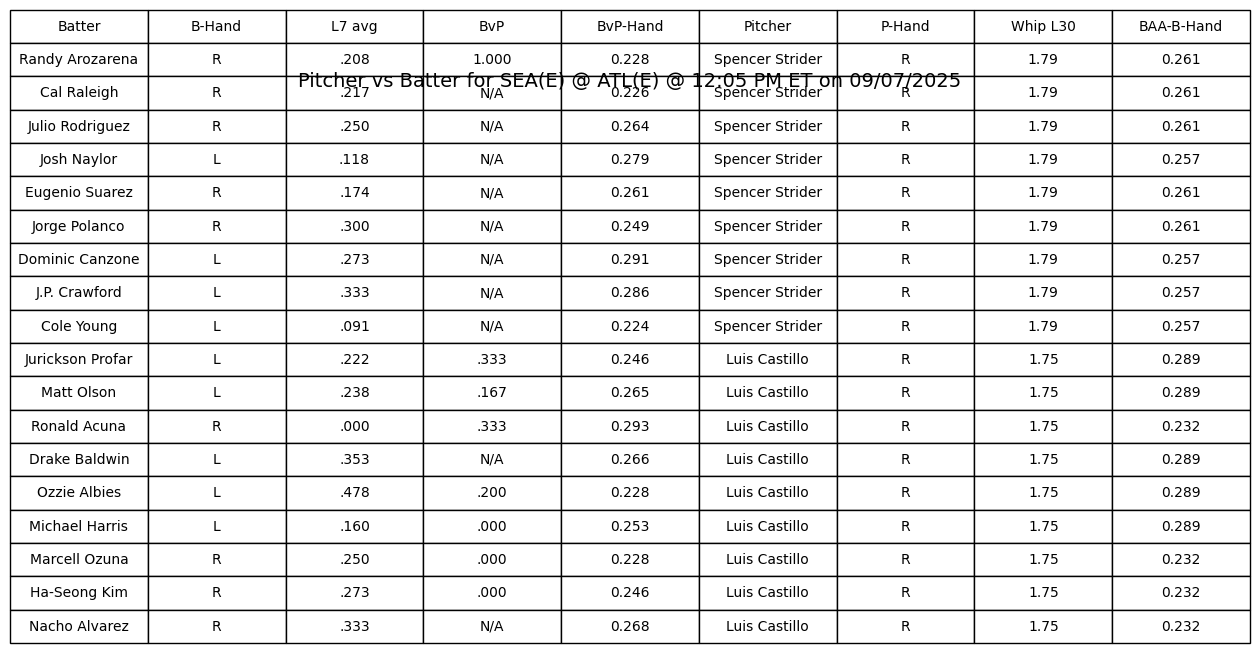 Batter B-Hand L7 avg BvP BvP-Hand Pitcher P-Hand Whip L30 BAA-B-Hand
Randy Arozarena R .208 1.000 0.228 Spencer Strider R 1.79 0.261
Pitcher vs Batter for SEA(E) @ ATL(E) @ 12:05 PM ET on 09/07/2025
Cal Raleigh R .217 N/A 0.226 Spencer Strider R 1.79 0.261
Julio Rodriguez R .250 N/A 0.264 Spencer Strider R 1.79 0.261
Josh Naylor L .118 N/A 0.279 Spencer Strider R 1.79 0.257
Eugenio Suarez R .174 N/A 0.261 Spencer Strider R 1.79 0.261
Jorge Polanco R .300 N/A 0.249 Spencer Strider R 1.79 0.261
Dominic Canzone L .273 N/A 0.291 Spencer Strider R 1.79 0.257
J.P. Crawford L .333 N/A 0.286 Spencer Strider R 1.79 0.257
Cole Young L .091 N/A 0.224 Spencer Strider R 1.79 0.257
Jurickson Profar L .222 .333 0.246 Luis Castillo R 1.75 0.289
Matt Olson L .238 .167 0.265 Luis Castillo R 1.75 0.289
Ronald Acuna R .000 .333 0.293 Luis Castillo R 1.75 0.232
Drake Baldwin L .353 N/A 0.266 Luis Castillo R 1.75 0.289
Ozzie Albies L .478 .200 0.228 Luis Castillo R 1.75 0.289
Michael Harris L .160 .000 0.253 Luis Castillo R 1.75 0.289
Marcell Ozuna R .250 .000 0.228 Luis Castillo R 1.75 0.232
Ha-Seong Kim R .273 .000 0.246 Luis Castillo R 1.75 0.232
Nacho Alvarez R .333 N/A 0.268 Luis Castillo R 1.75 0.232